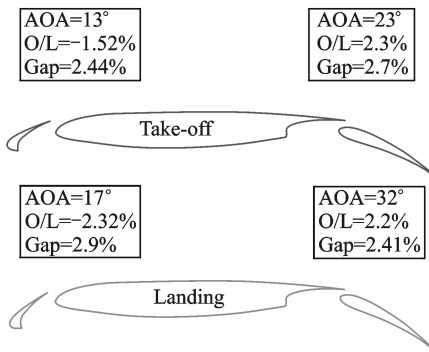 AOA=13°
O/L=−1.52%
Gap=2.44%
AOA=23°
O/L=2.3%
Gap=2.7%
Take-off
AOA=17°
O/L=−2.32%
Gap=2.9%
AOA=32°
O/L=2.2%
Gap=2.41%
Landing